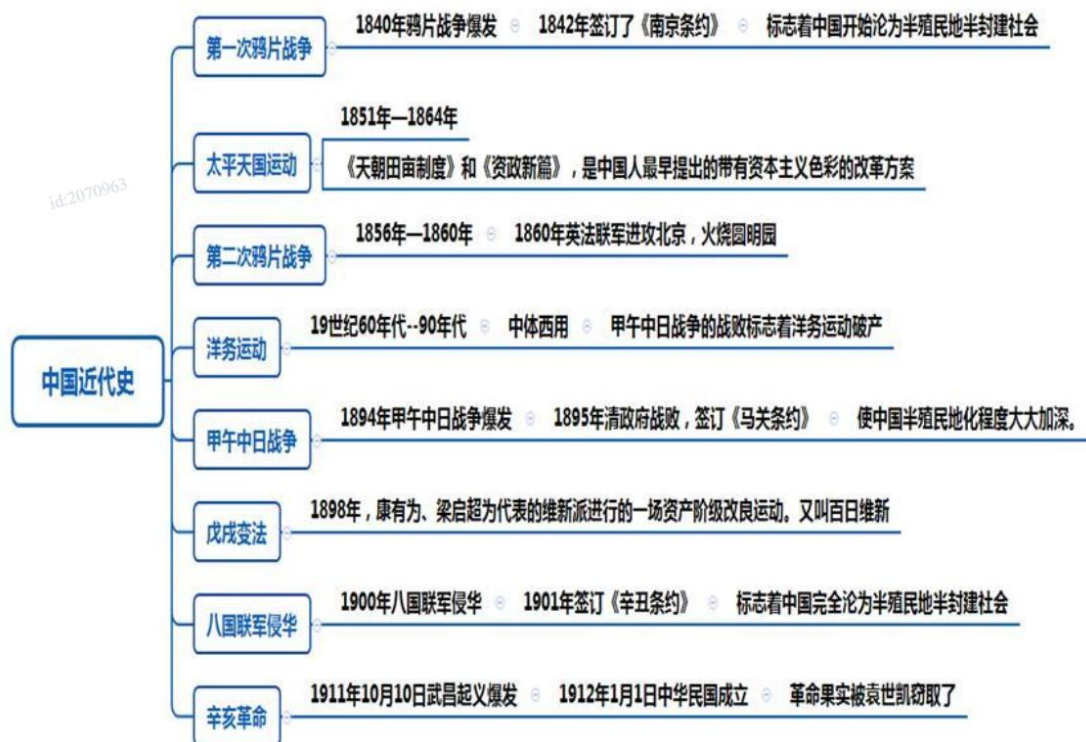 中国近代史
第一次鸦片战争
1840年鸦片战争爆发 1842年签订了《南京条约》 标志着中国开始沦为半殖民地半封建社会
太平天国运动
1851年—1864年
《天朝田亩制度》和《资政新篇》，是中国人最早提出的带有资本主义色彩的改革方案
id:2070963
第二次鸦片战争
1856年—1860年 1860年英法联军进攻北京，火烧圆明园
洋务运动
19世纪60年代--90年代 中体西用 甲午中日战争的战败标志着洋务运动破产
甲午中日战争
1894年甲午中日战争爆发 1895年清政府战败，签订《马关条约》 使中国半殖民地化程度大大加深。
戊戌变法
1898年，康有为、梁启超为代表的维新派进行的一场资产阶级改良运动。又叫百日维新
八国联军侵华
1900年八国联军侵华 1901年签订《辛丑条约》 标志着中国完全沦为半殖民地半封建社会
辛亥革命
1911年10月10日武昌起义爆发 1912年1月1日中华民国成立 革命果实被袁世凯窃取了